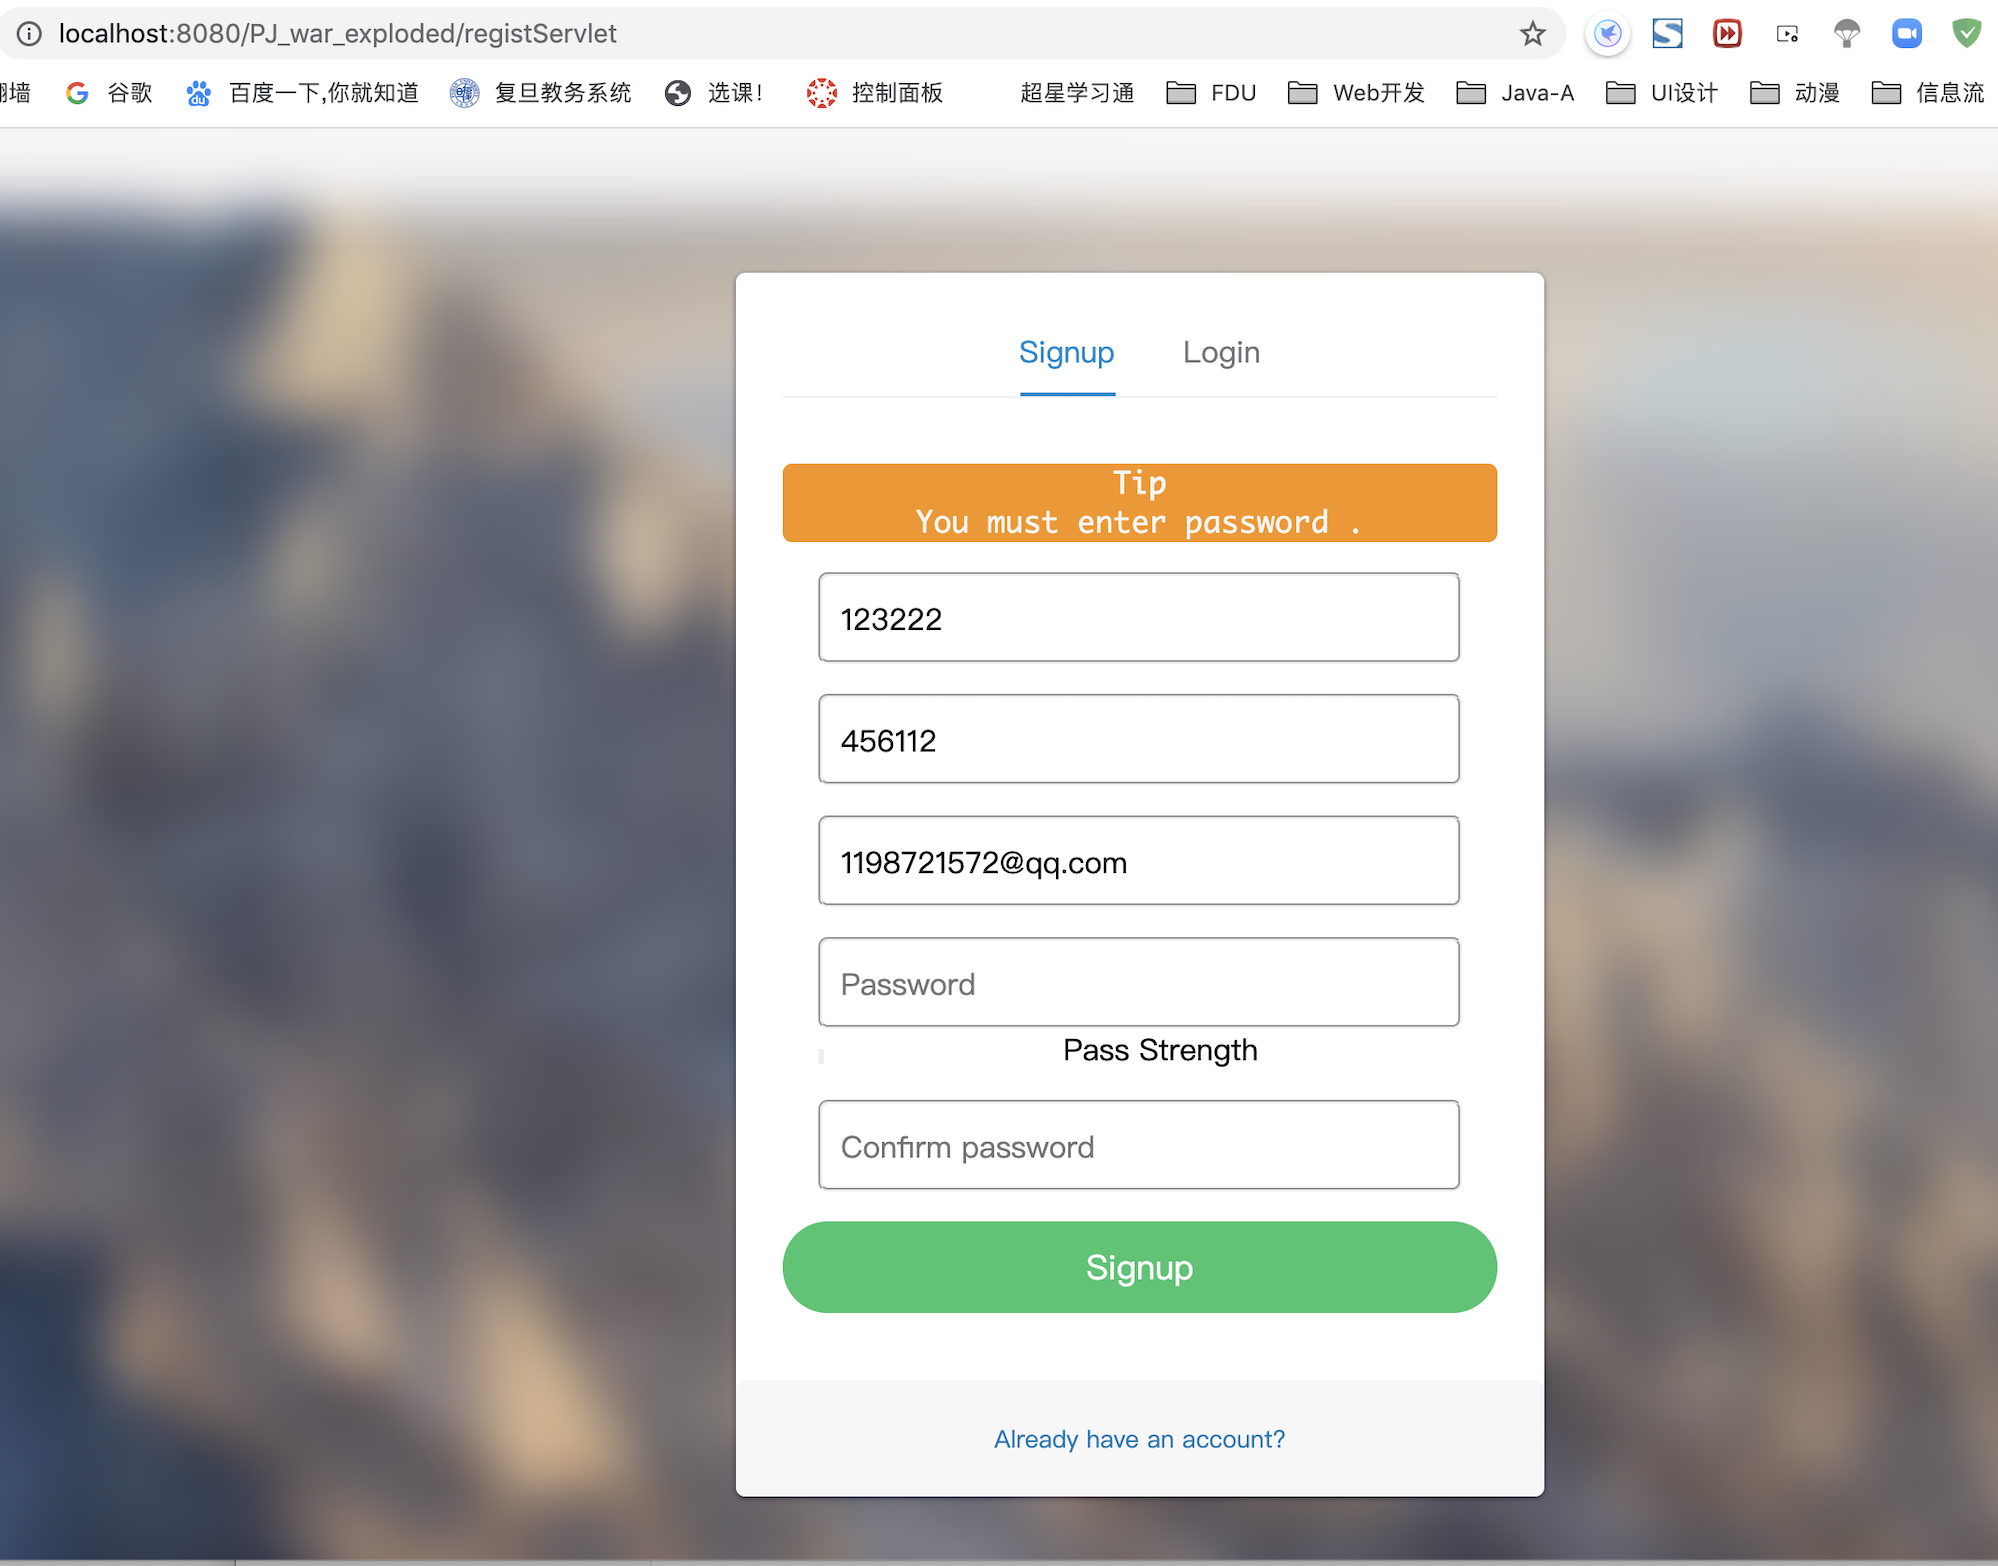 localhost:8080/PJ_war_exploded/registServlet
翻墙 谷歌 百度一下,你就知道 复旦教务系统 选课! 控制面板 超星学习通 FDU Web开发 Java-A UI设计 动漫 信息流
Signup Login
Tip
You must enter password .
123222
456112
1198721572@qq.com
Password
Pass Strength
Confirm password
Signup
Already have an account?